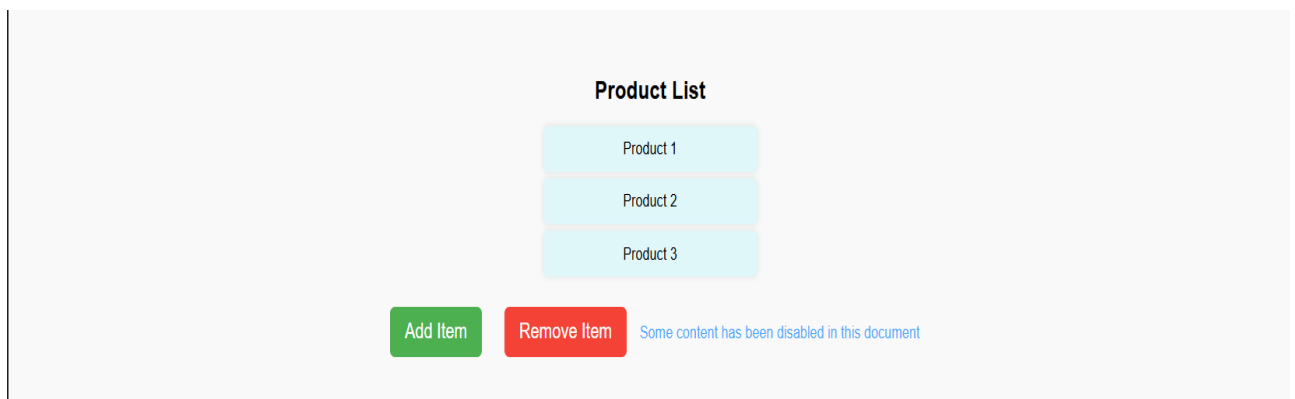 Product List
Product 1
Product 2
Product 3
Add Item Remove Item Some content has been disabled in this document